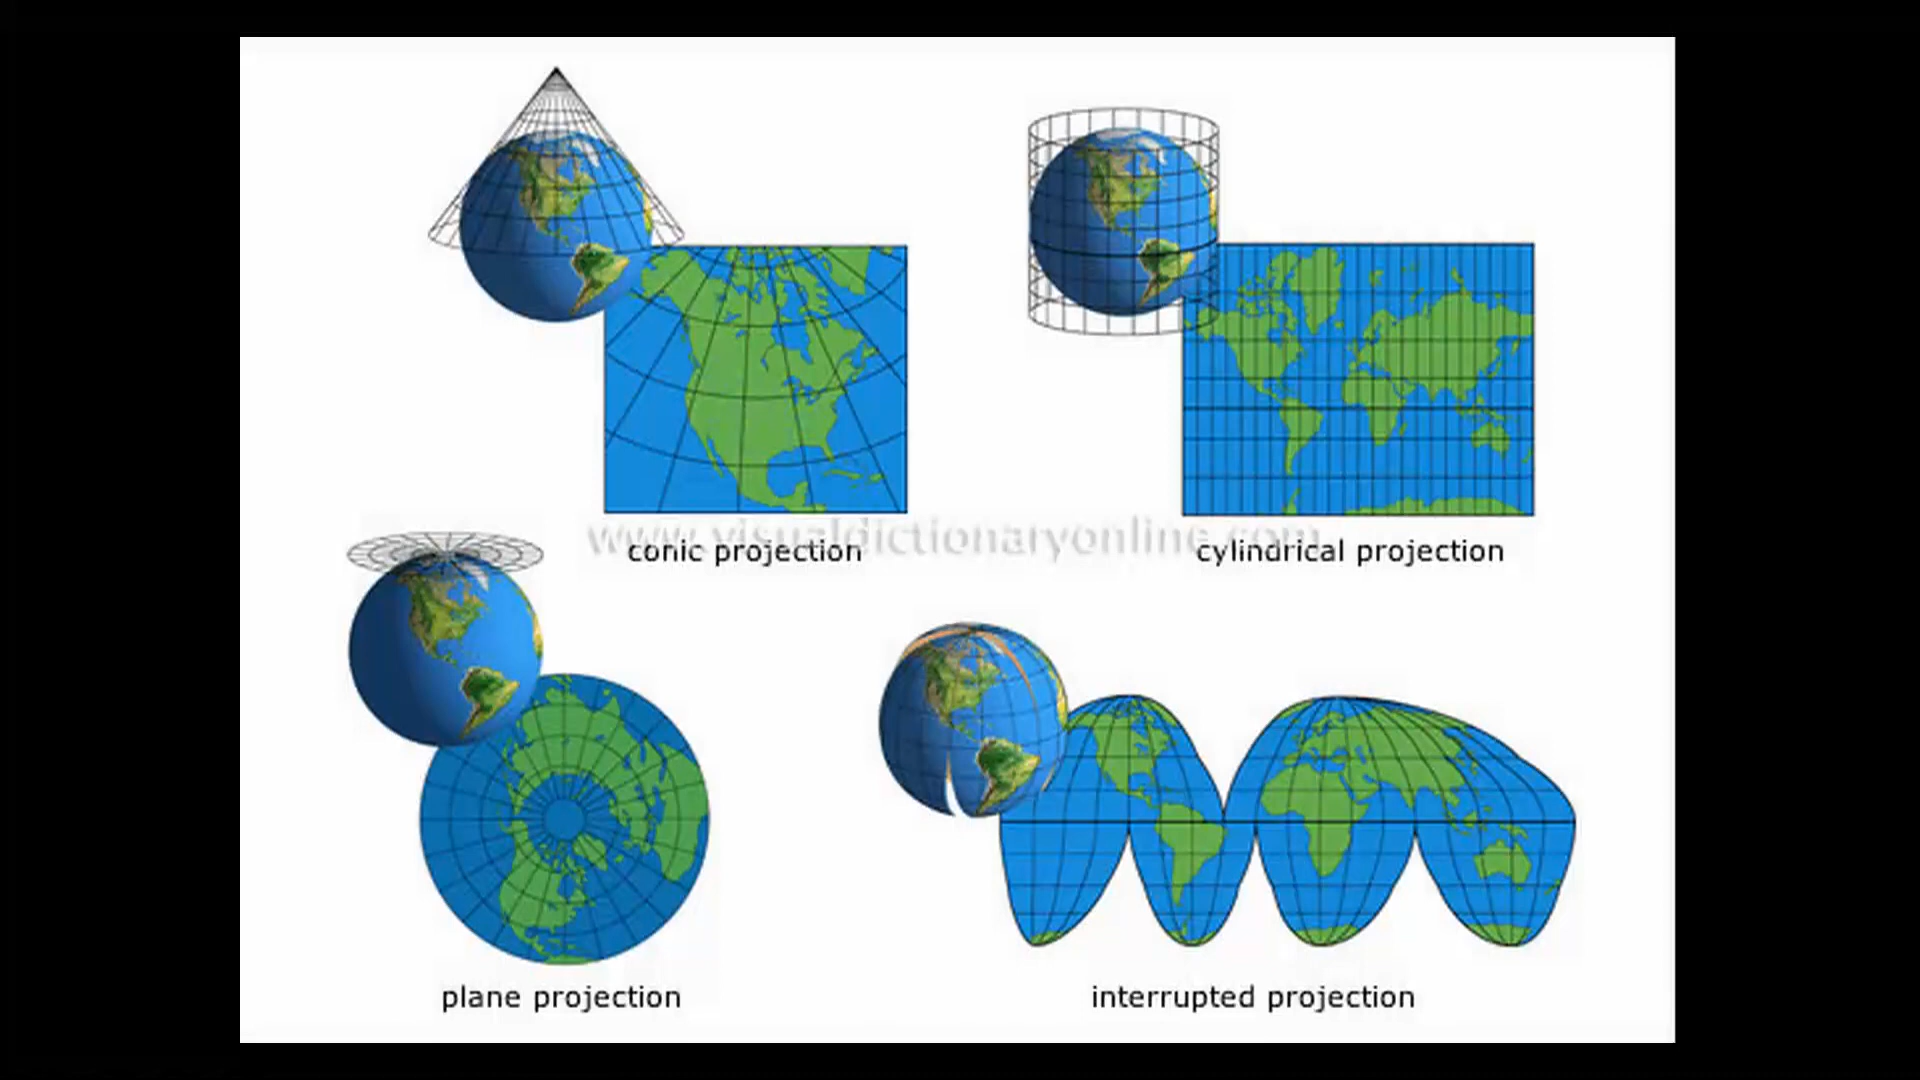 www.visualdictionaryonline.com
conic projection
cylindrical projection
plane projection
interrupted projection